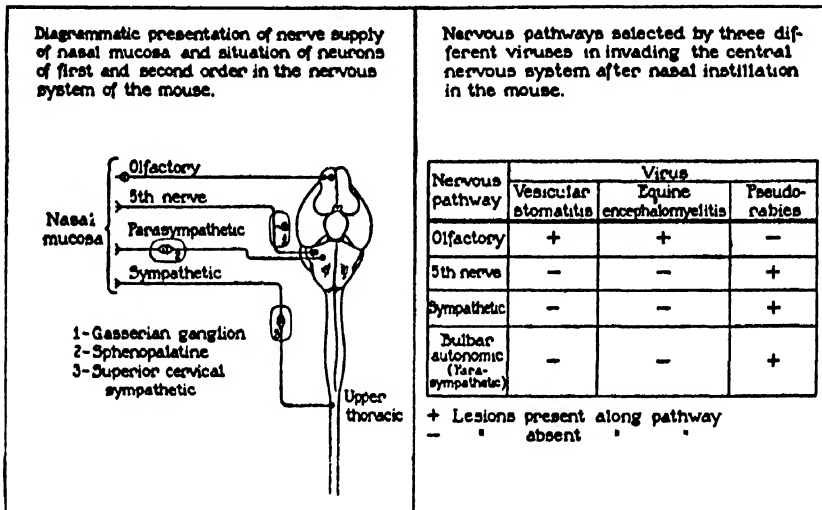 Diagrammatic presentation of nerve supply
of nasal mucosa and situation of neurons
of first and second order in the nervous
system of the mouse.
Olfactory
5th nerve
Nasal
mucosa
Parasympathetic
Sympathetic
1
2
3
1-Gasserian ganglion
2-Sphenopalatine
3-Superior cervical
sympathetic
Upper
thoracic
Nervous pathways selected by three dif-
ferent viruses in invading the central
nervous system after nasal instillation
in the mouse.
Nervous pathway Virus
Vesicular stomatitis Equine encephalomyelitis Pseudo-rabies
Olfactory + + −
5th nerve − − +
Sympathetic − − +
Bulbar
autonomic
(Para-
sympathetic) − − +
+ Lesions present along pathway
− " absent " "